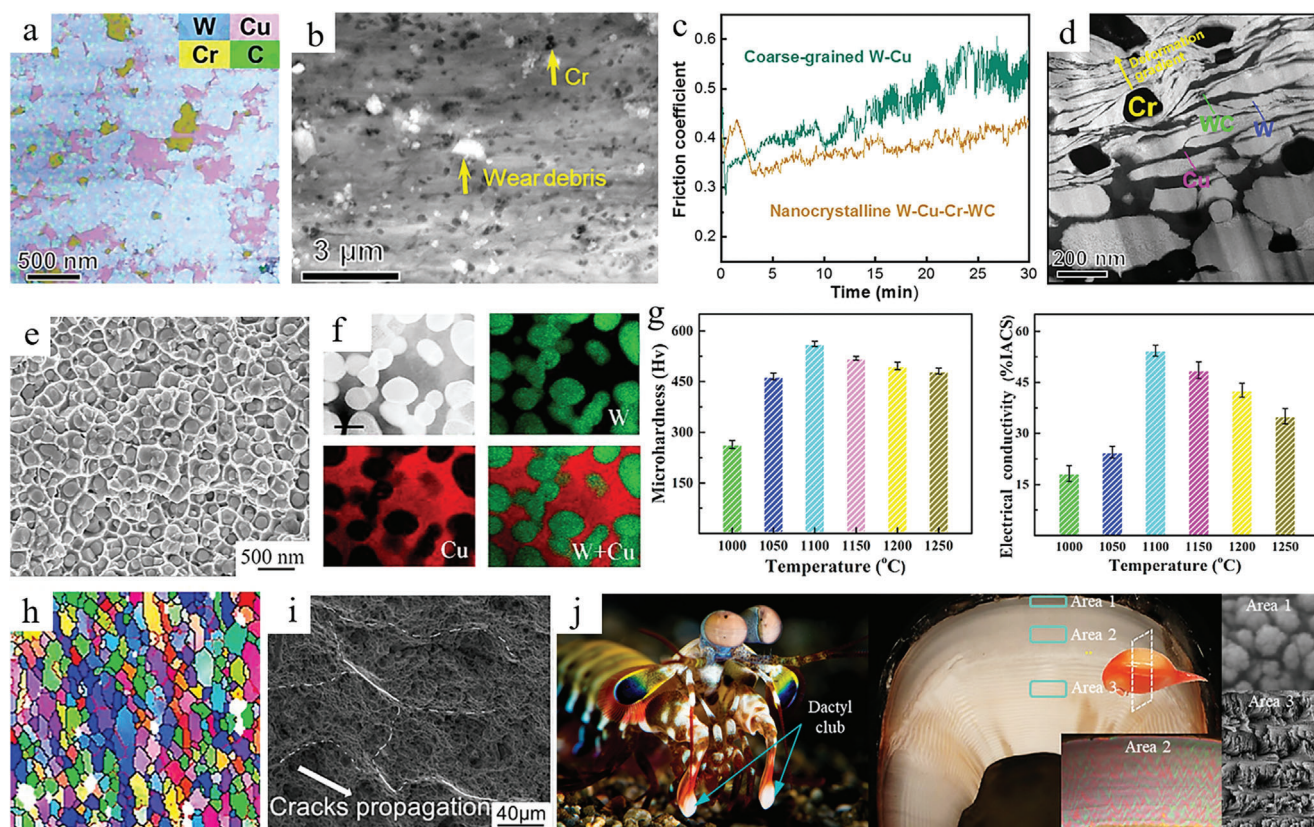 a
W
Cu
Cr
C
500 nm
b
Cr
Wear debris
3 μm
c
Coarse-grained W-Cu
Nanocrystalline W-Cu-Cr-WC
Friction coefficient
0.6
0.5
0.4
0.3
0.2
0
5
10
15
20
25
30
Time (min)
d
Deformation
gradient
Cr
WC
W
Cu
200 nm
e
500 nm
f
W
Cu
W+Cu
g
Microhardness (Hv)
600
450
300
150
1000
1050
1100
1150
1200
1250
Temperature (°C)
Electrical conductivity (%IACS)
60
45
30
15
0
1000
1050
1100
1150
1200
1250
Temperature (°C)
h
i
Cracks propagation
40μm
j
Dactyl
club
Area 1
Area 2
Area 3
Area 2
Area 1
Area 3